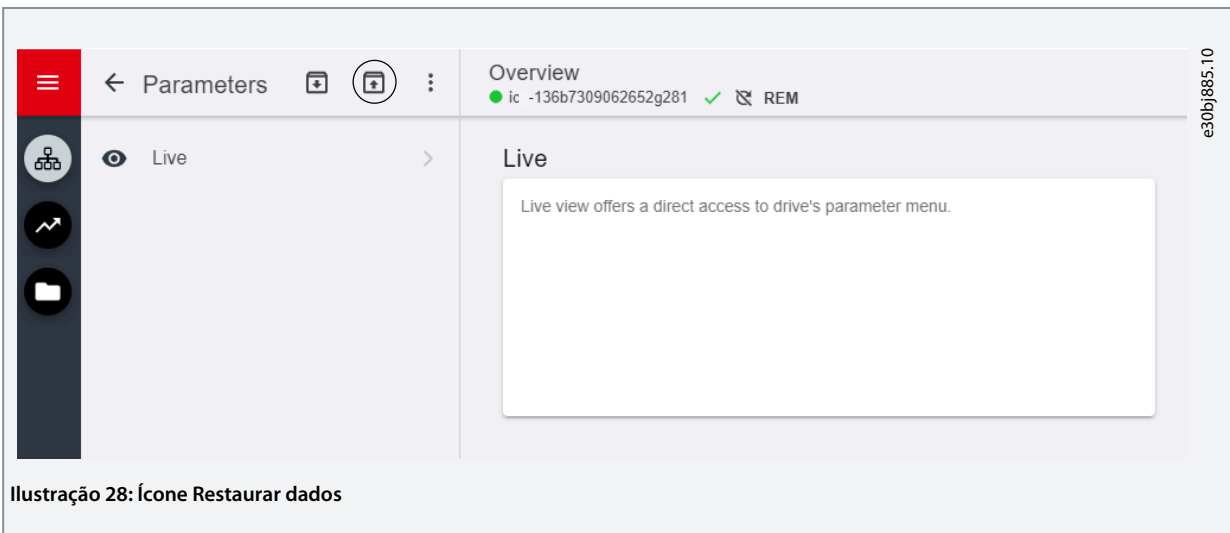 Parameters
Overview
ic -136b7309062652g281 REM
Live
Live
Live view offers a direct access to drive's parameter menu.
e30bj885.10
Ilustração 28: Ícone Restaurar dados